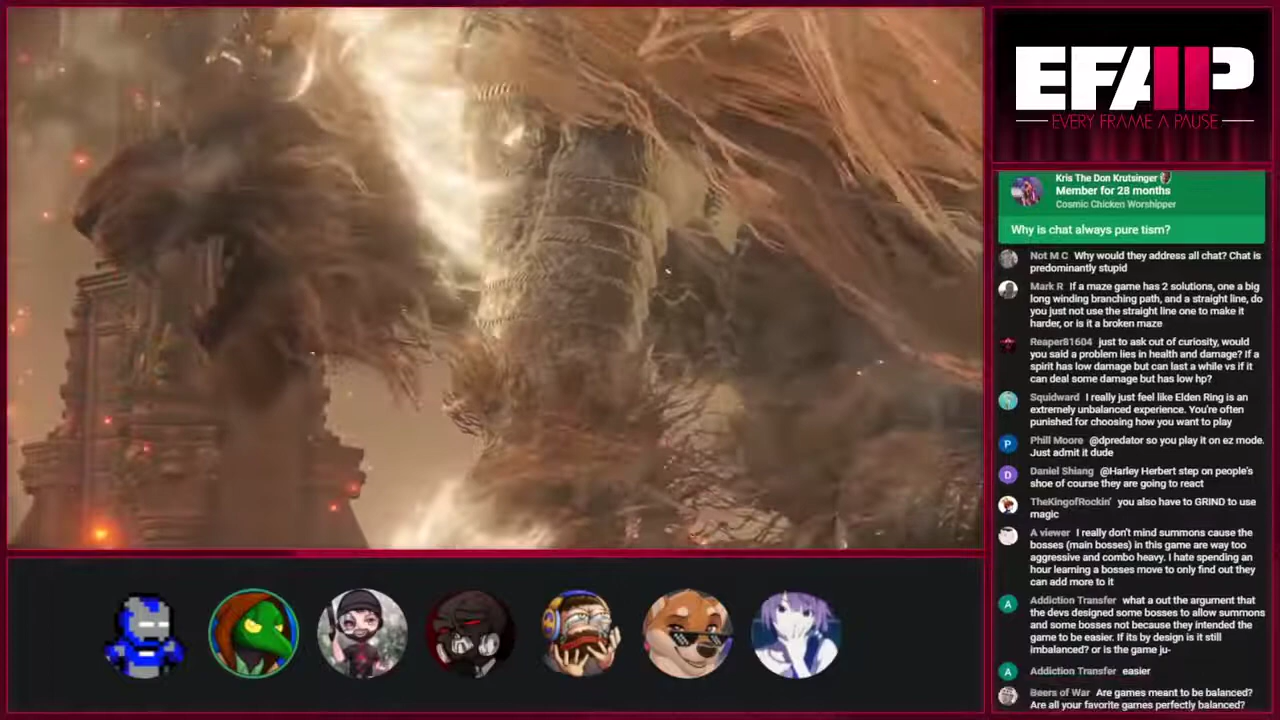 EFAP
EVERY FRAME A PAUSE
Kris The Don Krutsinger
Member for 28 months
Cosmic Chicken Worshipper
Why is chat always pure tism?
Not M C Why would they address all chat? Chat is
predominantly stupid
Mark R If a maze game has 2 solutions, one a big
long winding branching path, and a straight line, do
you just not use the straight line one to make it
harder, or is it a broken maze
Reaper81604 just to ask out of curiosity, would
you said a problem lies in health and damage? If a
spirit has low damage but can last a while vs if it
can deal some damage but has low hp?
Squidward I really just feel like Elden Ring is an
extremely unbalanced experience. You're often
punished for choosing how you want to play
P
Phill Moore @dpredator so you play it on ez mode.
Just admit it dude
D
Daniel Shiang @Harley Herbert step on people's
shoe of course they are going to react
TheKingofRockin' you also have to GRIND to use
magic
A viewer I really don't mind summons cause the
bosses (main bosses) in this game are way too
aggressive and combo heavy. I hate spending an
hour learning a bosses move to only find out they
can add more to it
A
Addiction Transfer what a out the argument that
the devs designed some bosses to allow summons
and some bosses not because they intended the
game to be easier. If its by design is it still
imbalanced? or is the game ju-
A
Addiction Transfer easier
Beers of War Are games meant to be balanced?
Are all your favorite games perfectly balanced?